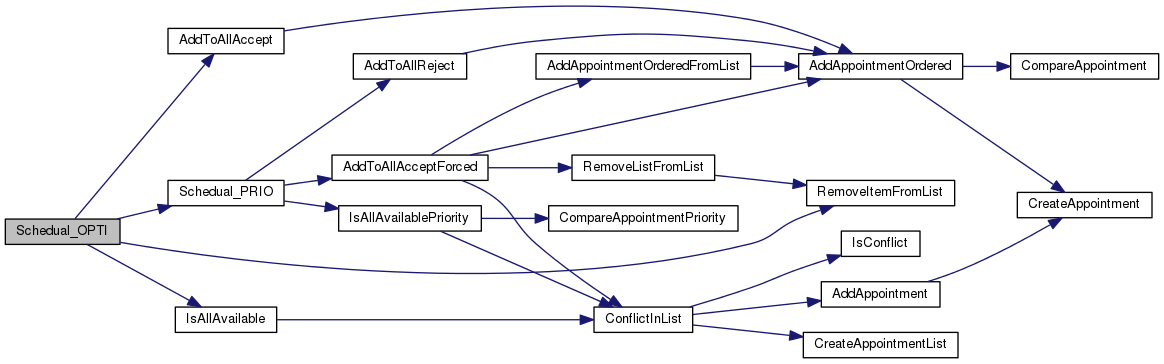 AddToAllAccept
AddToAllReject
AddAppointmentOrderedFromList
AddAppointmentOrdered
CompareAppointment
AddToAllAcceptForced
RemoveListFromList
Schedual_PRIO
RemoveItemFromList
CreateAppointment
IsAllAvailablePriority
CompareAppointmentPriority
Schedual_OPTI
IsConflict
AddAppointment
IsAllAvailable
ConflictInList
CreateAppointmentList